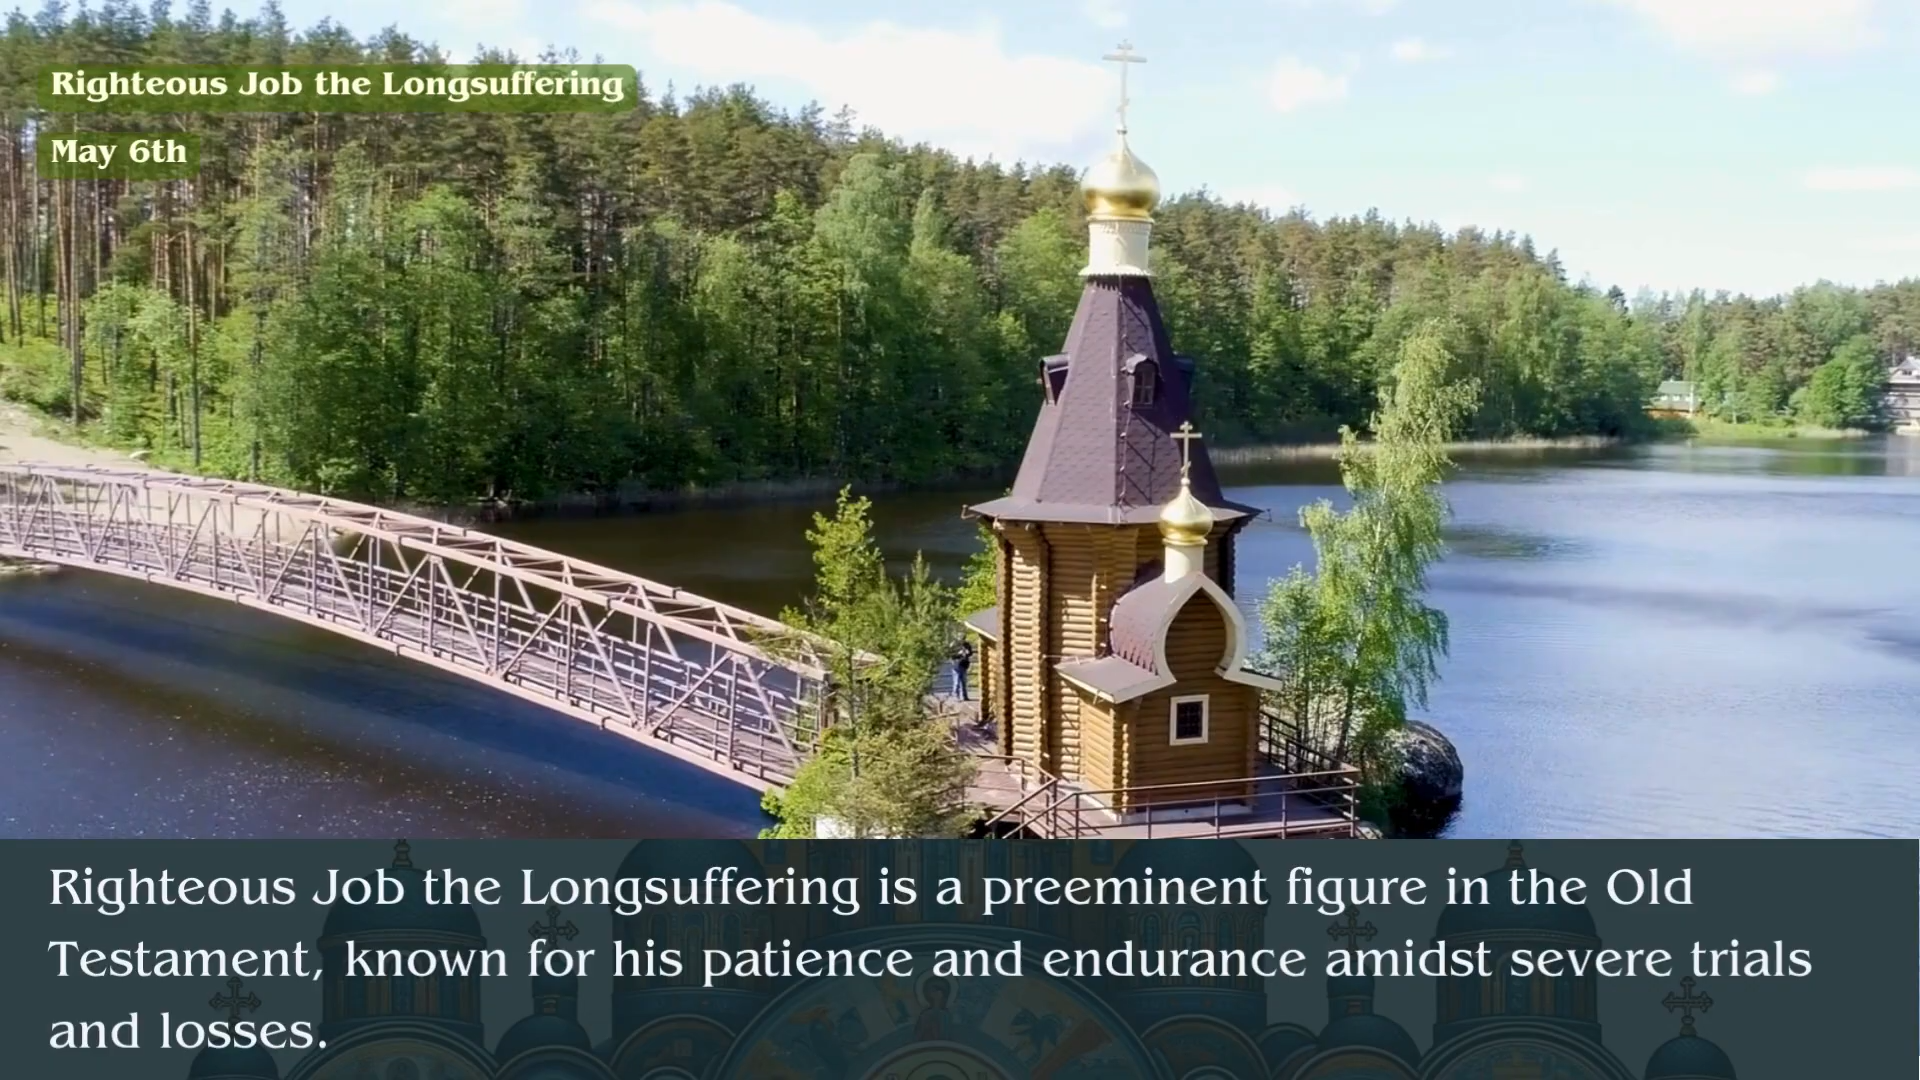 Righteous Job the Longsuffering
May 6th
Righteous Job the Longsuffering is a preeminent figure in the Old
Testament, known for his patience and endurance amidst severe trials
and losses.